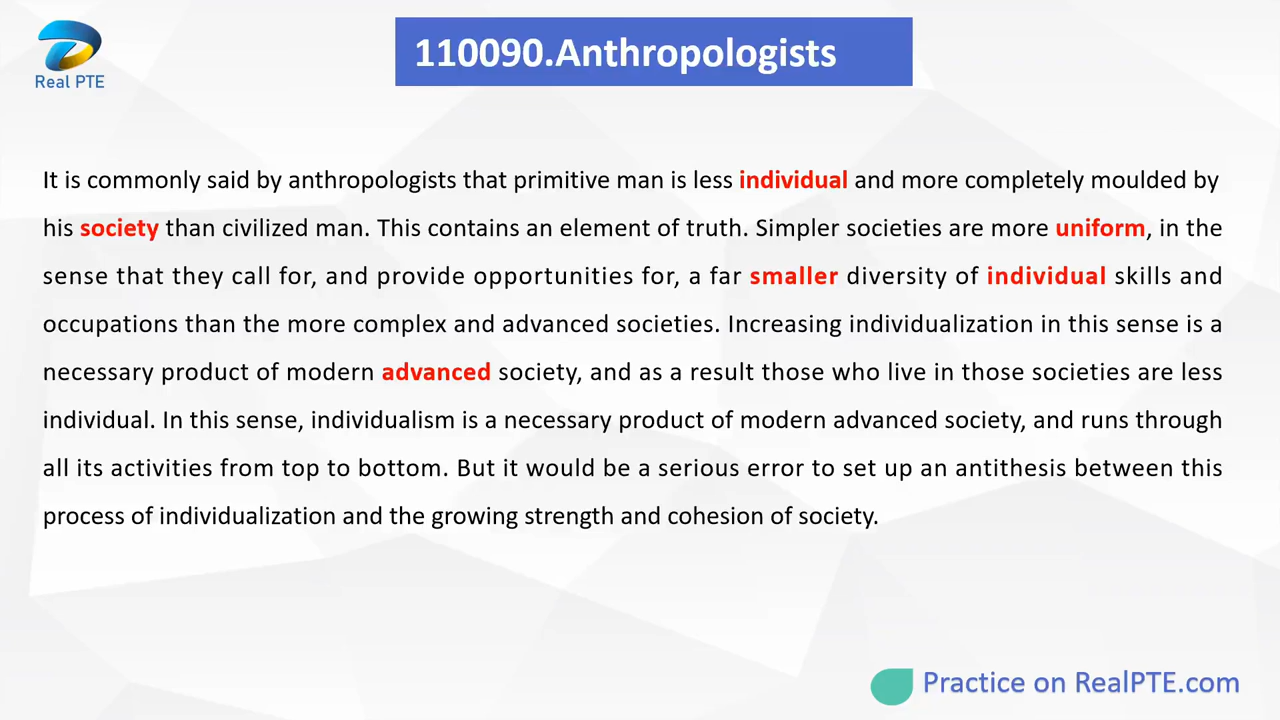 110090.Anthropologists
Real PTE
It is commonly said by anthropologists that primitive man is less individual and more completely moulded by
his society than civilized man. This contains an element of truth. Simpler societies are more uniform, in the
sense that they call for, and provide opportunities for, a far smaller diversity of individual skills and
occupations than the more complex and advanced societies. Increasing individualization in this sense is a
necessary product of modern advanced society, and as a result those who live in those societies are less
individual. In this sense, individualism is a necessary product of modern advanced society, and runs through
all its activities from top to bottom. But it would be a serious error to set up an antithesis between this
process of individualization and the growing strength and cohesion of society.
Practice on RealPTE.com